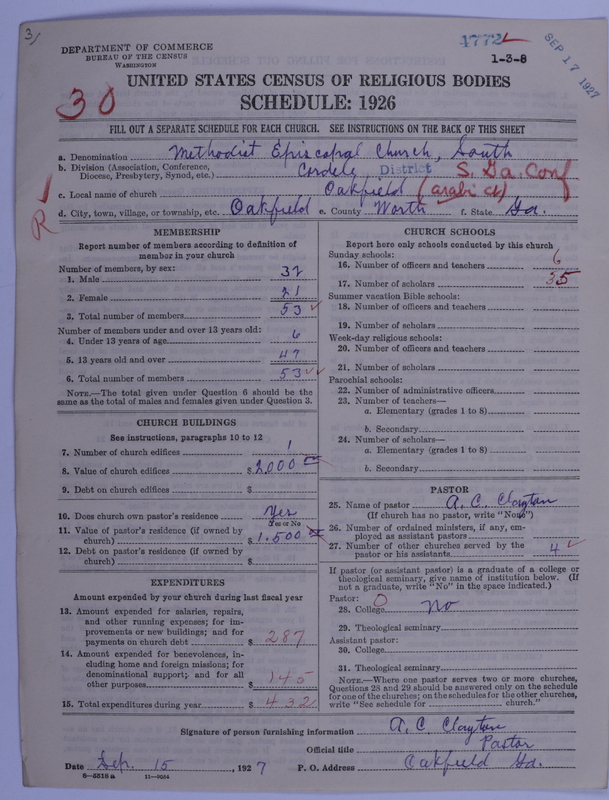 3/
DEPARTMENT OF COMMERCE
BUREAU OF THE CENSUS
WASHINGTON
4772
1-3-8
SEP 17 1927
UNITED STATES CENSUS OF RELIGIOUS BODIES
SCHEDULE: 1926
30
FILL OUT A SEPARATE SCHEDULE FOR EACH CHURCH. SEE INSTRUCTIONS ON THE BACK OF THIS SHEET
a. Denomination Methodist Episcopal Church, South
b. Division (Association, Conference, Diocese, Presbytery, Synod, etc.) Cordele, District S. Ga. Conf
c. Local name of church Oakfield (arabi ck)
R
d. City, town, village, or township, etc. Oakfield e. County Worth f. State Ga.
MEMBERSHIP
Report number of members according to definition of
member in your church
Number of members, by sex:
1. Male 32
2. Female 21
3. Total number of members 53
Number of members under and over 13 years old:
4. Under 13 years of age 6
5. 13 years old and over 47
6. Total number of members 53
NOTE.—The total given under Question 6 should be the
same as the total of males and females given under Question 3.
CHURCH BUILDINGS
See instructions, paragraphs 10 to 12
7. Number of church edifices 1
8. Value of church edifices $ 2000
9. Debt on church edifices $
10. Does church own pastor's residence? Yes
Yes or No
11. Value of pastor's residence (if owned by
church) $ 1.500
12. Debt on pastor's residence (if owned by
church) $
EXPENDITURES
Amount expended by your church during last fiscal year
13. Amount expended for salaries, repairs,
and other running expenses; for im-
provements or new buildings; and for
payments on church debt $ 287
14. Amount expended for benevolences, in-
cluding home and foreign missions; for
denominational support; and for all
other purposes $ 145
15. Total expenditures during year $ 432
CHURCH SCHOOLS
Report here only schools conducted by this church
Sunday schools:
16. Number of officers and teachers 6
17. Number of scholars 35
Summer vacation Bible schools:
18. Number of officers and teachers
19. Number of scholars
Week-day religious schools:
20. Number of officers and teachers
21. Number of scholars
Parochial schools:
22. Number of administrative officers
23. Number of teachers—
a. Elementary (grades 1 to 8)
b. Secondary
24. Number of scholars—
a. Elementary (grades 1 to 8)
b. Secondary
PASTOR
25. Name of pastor A. C. Clayton
(If church has no pastor, write "None")
26. Number of ordained ministers, if any, em-
ployed as assistant pastors
27. Number of other churches served by the
pastor or his assistants 4
If pastor (or assistant pastor) is a graduate of a college or
theological seminary, give name of institution below. (If
not a graduate, write "No" in the space indicated.)
Pastor: 0
28. College No
29. Theological seminary
Assistant pastor:
30. College
31. Theological seminary
NOTE.—Where one pastor serves two or more churches,
Questions 28 and 29 should be answered only on the schedule
for one of the churches; on the schedules for the other churches,
write "See schedule for church."
Signature of person furnishing information A. C. Clayton
Official title Pastor
Date Sep. 15, 1927 P. O. Address Oakfield Ga.
8—5518a 11—9034